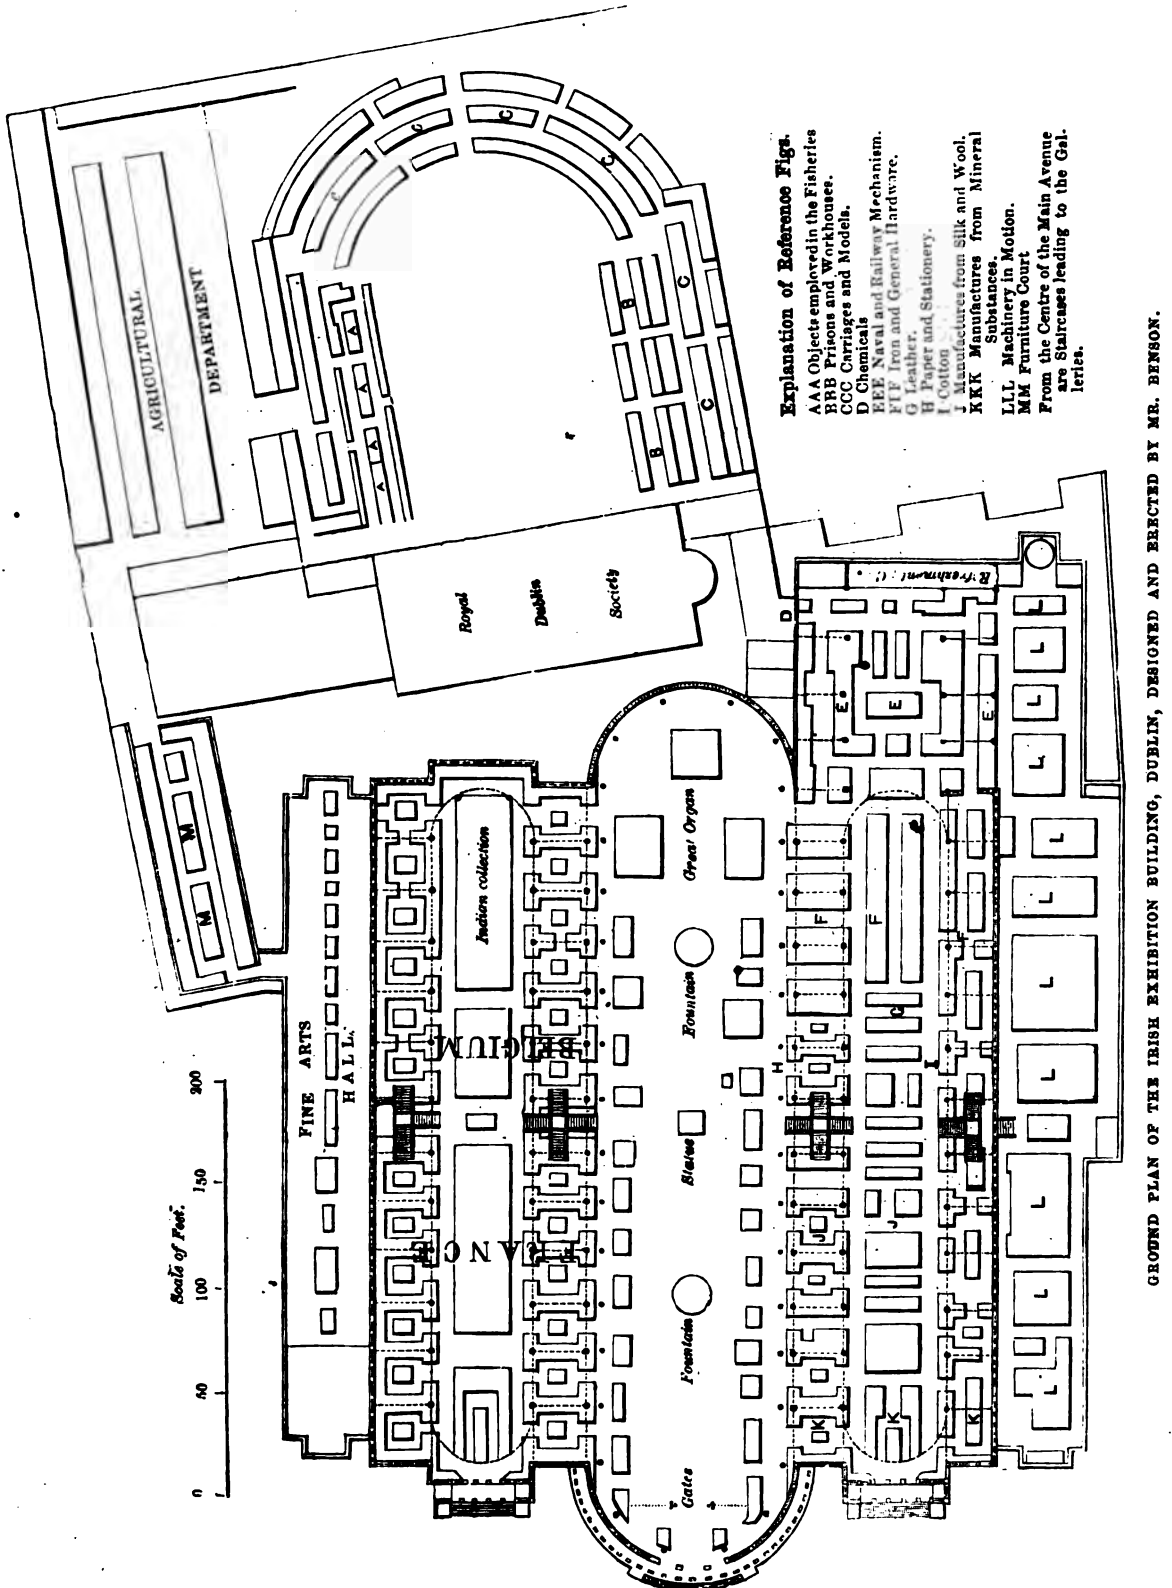 AGRICULTURAL
DEPARTMENT
Royal
Dublin
Society
Explanation of Reference Figs.
AAA Objects employed in the Fisheries
BBB Prisons and Workhouses.
CCC Carriages and Models.
D Chemicals
EEE Naval and Railway Mechanism.
FFF Iron and General Hardware.
G Leather.
H Paper and Stationery.
I Cotton
J Manufactures from Silk and Wool.
KKK Manufactures from Mineral
Substances.
LLL Machinery in Motion.
MM Furniture Court
From the Centre of the Main Avenue
are Staircases leading to the Gal-
leries.
A
A
A
A
B
B
C
C
C
C
C
C
M
M
FINE ARTS
HALL.
Indian collection
BELGIUM
FRANCE
Great Organ
Fountain
Statue
Fountain
Gates
D
Refreshment
E
E
E
F
F
F
G
H
I
J
J
K
K
K
L
L
L
L
L
L
L
L
L
L
L
Scale of Feet.
0 50 100 150 200
GROUND PLAN OF THE IRISH EXHIBITION BUILDING, DUBLIN, DESIGNED AND ERECTED BY MR. BENSON.